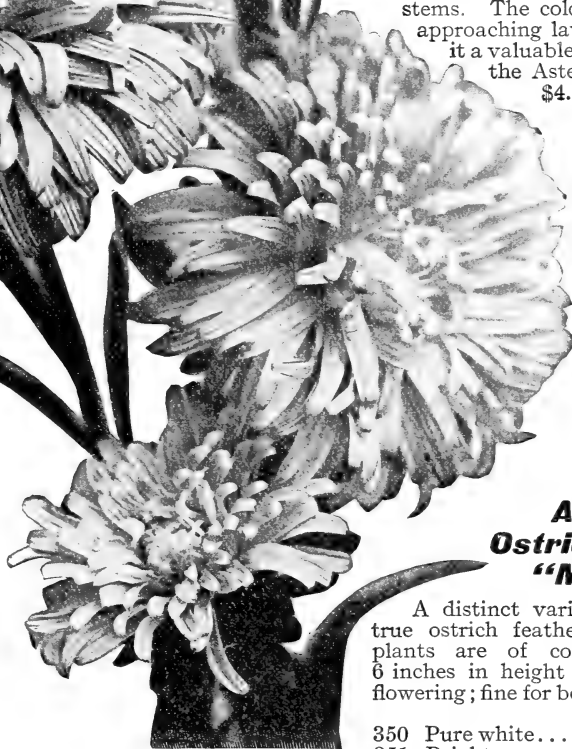 stems. The colo
approaching la
it a valuable
the Aste
$4.
A
Ostri
"M
A distinct vari
true ostrich feathe
plants are of co
6 inches in height
flowering; fine for be
350 Pure white...